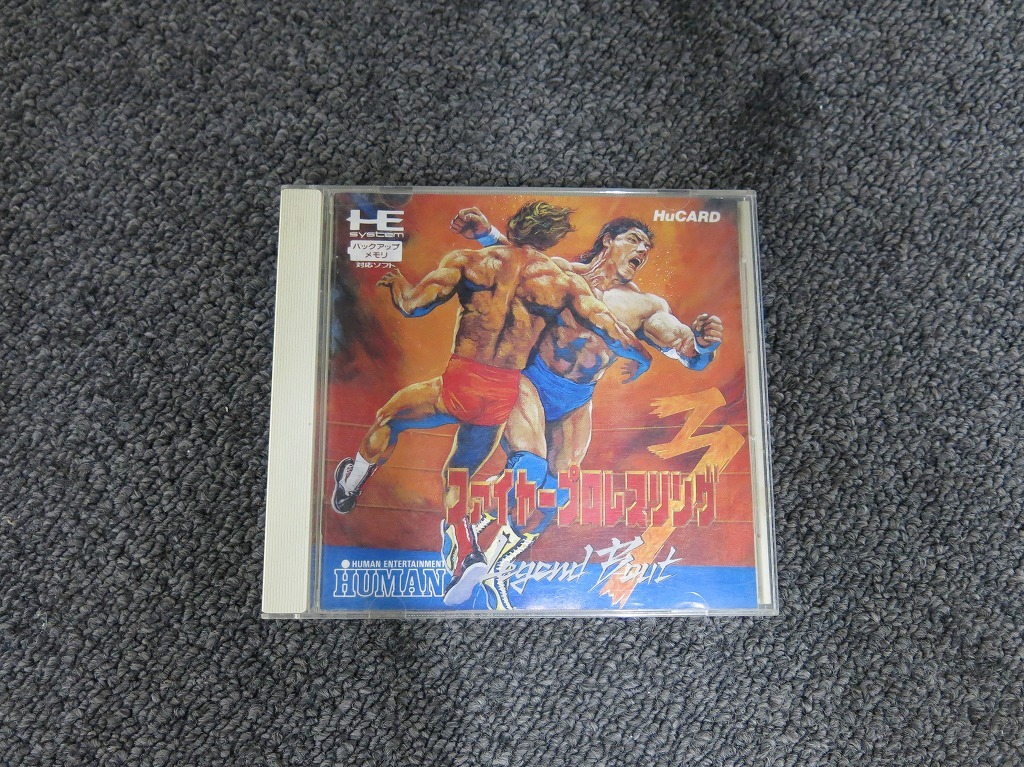 HE
system
バックアップ
メモリ
対応ソフト
HuCARD
3
ファイヤープロレスリング
Legend Bout
HUMAN ENTERTAINMENT
HUMAN